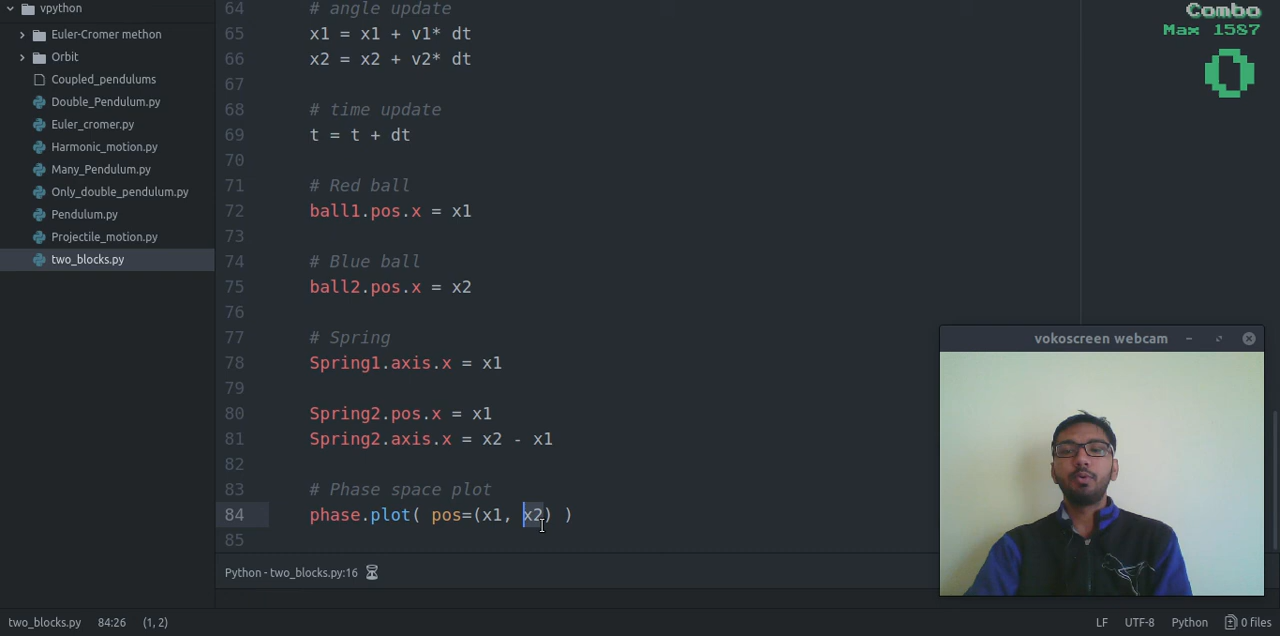 vpython
Euler-Cromer methon
Orbit
Coupled_pendulums
Double_Pendulum.py
Euler_cromer.py
Harmonic_motion.py
Many_Pendulum.py
Only_double_pendulum.py
Pendulum.py
Projectile_motion.py
two_blocks.py
64 # angle update
65 x1 = x1 + v1* dt
66 x2 = x2 + v2* dt
67
68 # time update
69 t = t + dt
70
71 # Red ball
72 ball1.pos.x = x1
73
74 # Blue ball
75 ball2.pos.x = x2
76
77 # Spring
78 Spring1.axis.x = x1
79
80 Spring2.pos.x = x1
81 Spring2.axis.x = x2 - x1
82
83 # Phase space plot
84 phase.plot( pos=(x1, x2) )
85
Combo
Max 1587
0
vokoscreen webcam
Python - two_blocks.py:16
two_blocks.py 84:26 (1, 2) LF UTF-8 Python 0 files